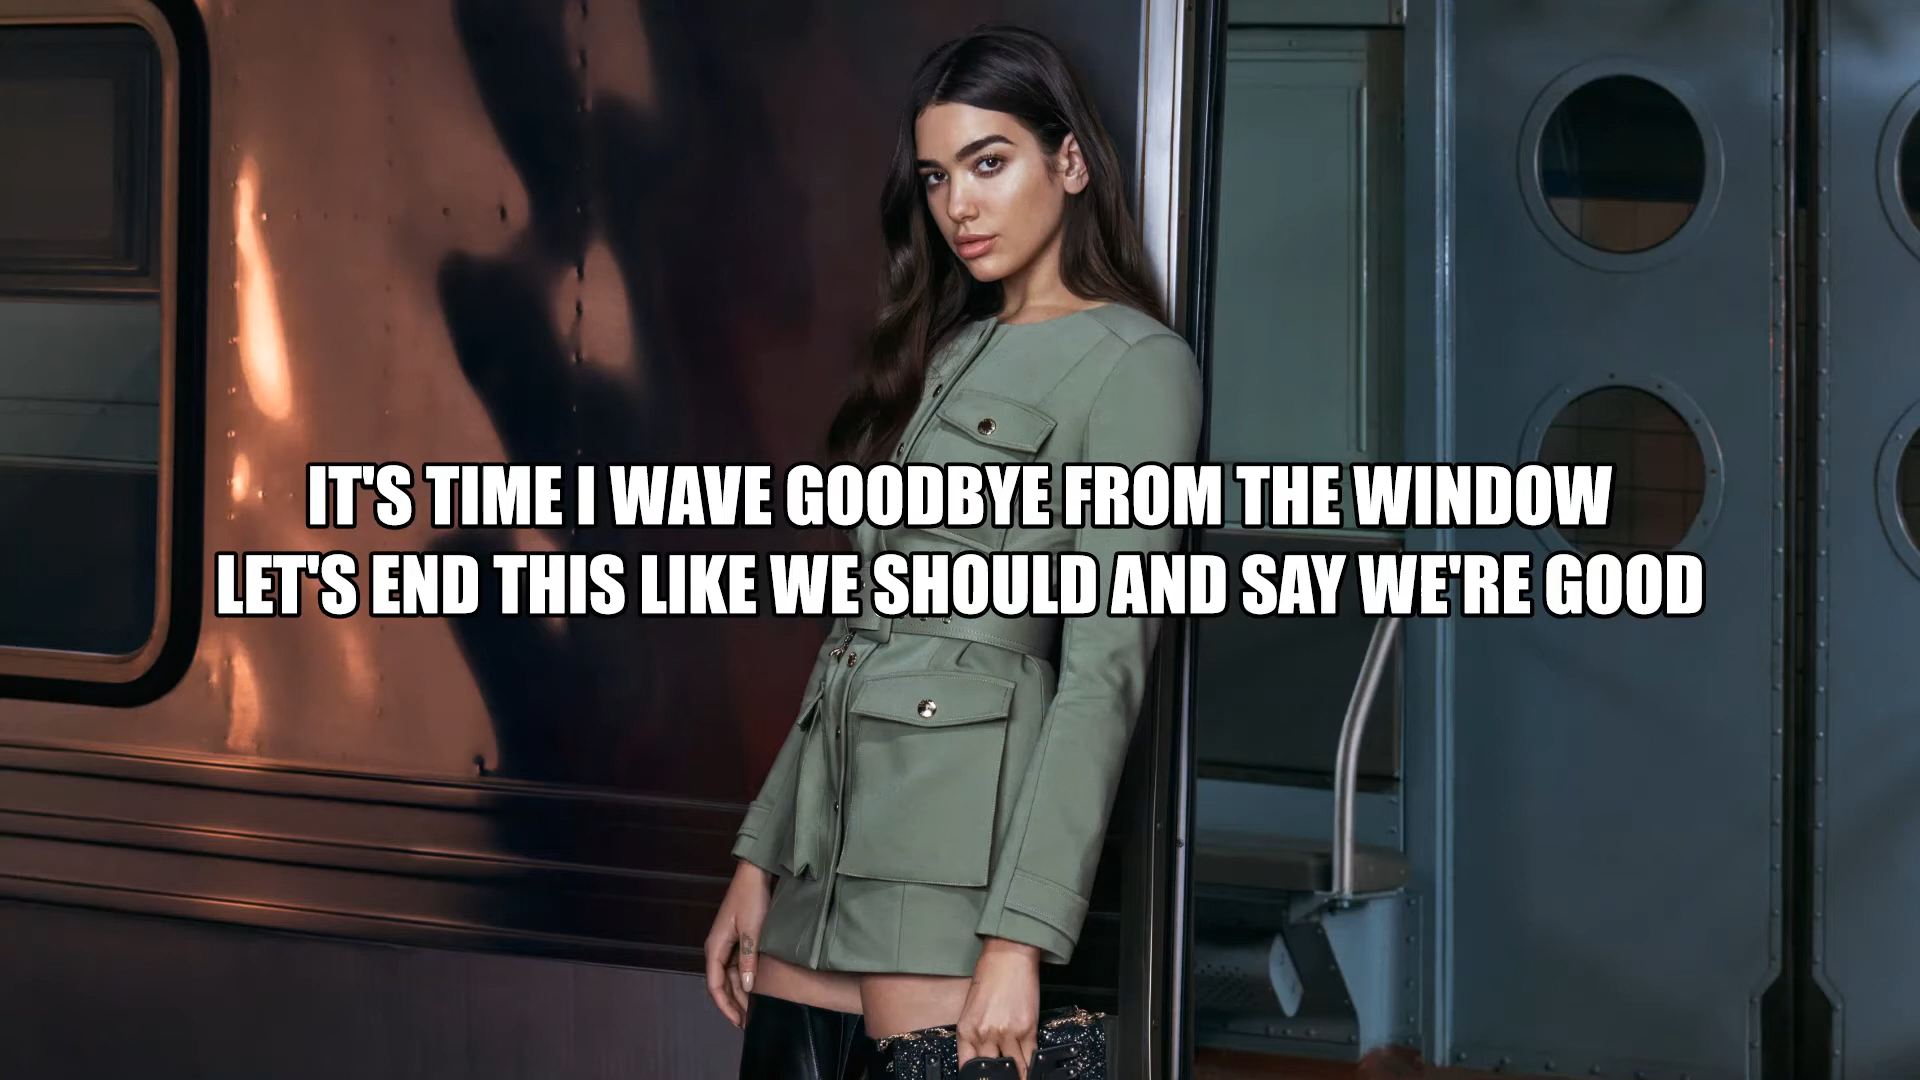 IT'S TIME I WAVE GOODBYE FROM THE WINDOW
LET'S END THIS LIKE WE SHOULD AND SAY WE'RE GOOD